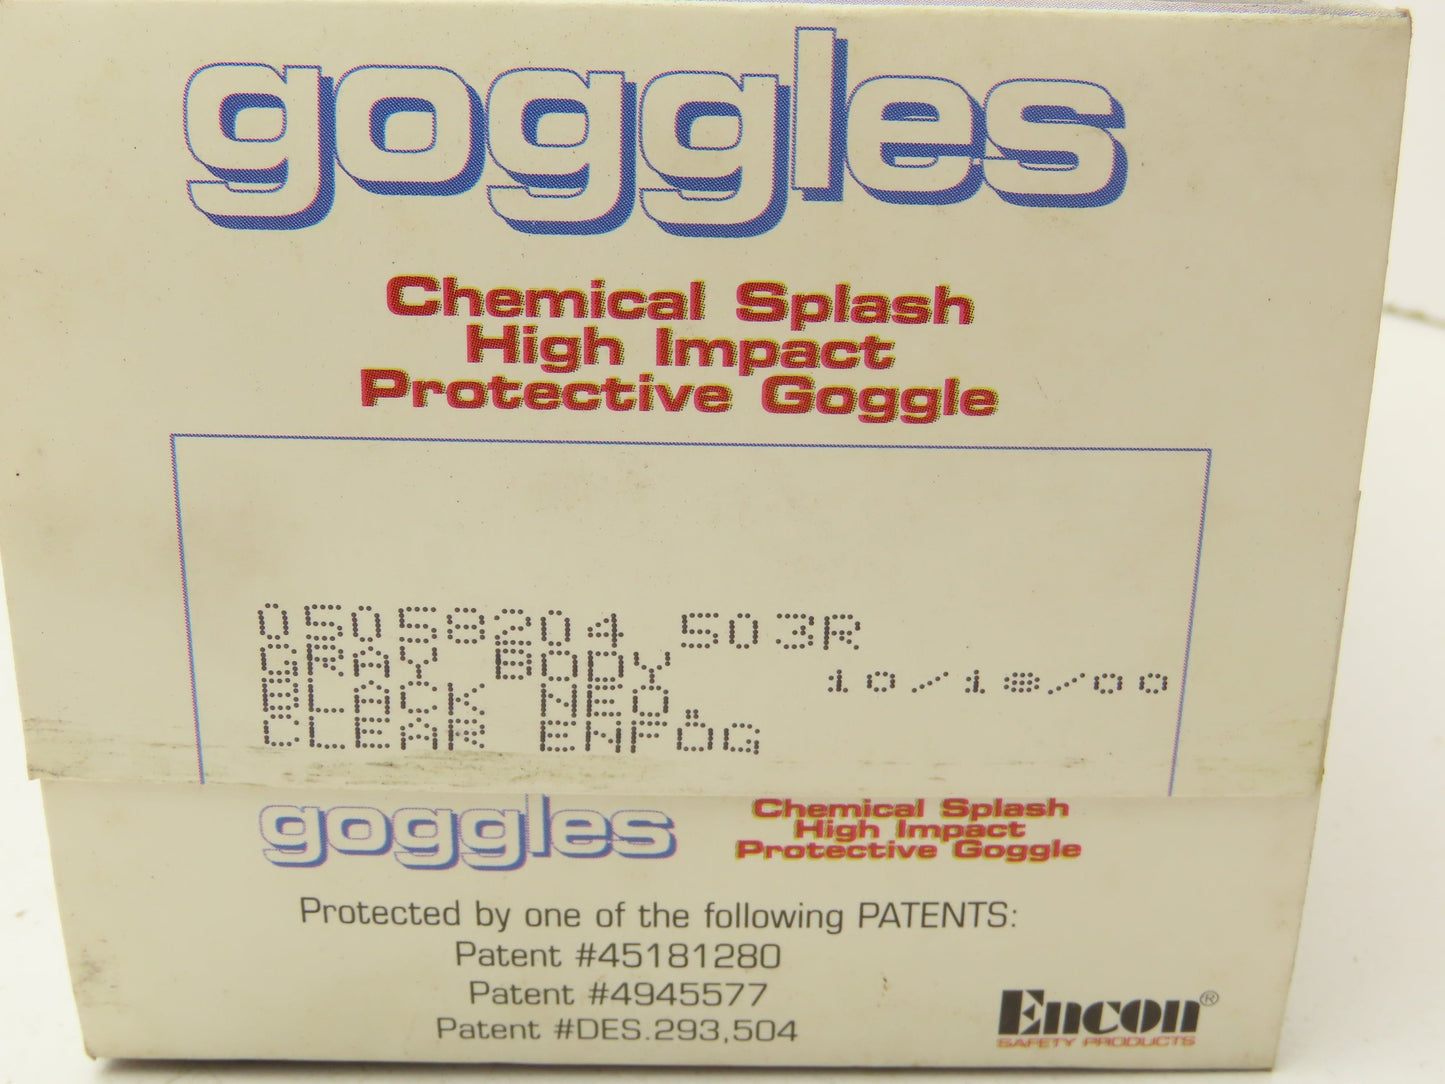 goggles
Chemical Splash
High Impact
Protective Goggle
05058204 503R
GRAY BODY
BLACK NEO. 10/18/00
CLEAR ENFÖG
goggles
Chemical Splash
High Impact
Protective Goggle
Protected by one of the following PATENTS:
Patent #45181280
Patent #4945577
Patent #DES.293,504
Encon®
SAFETY PRODUCTS